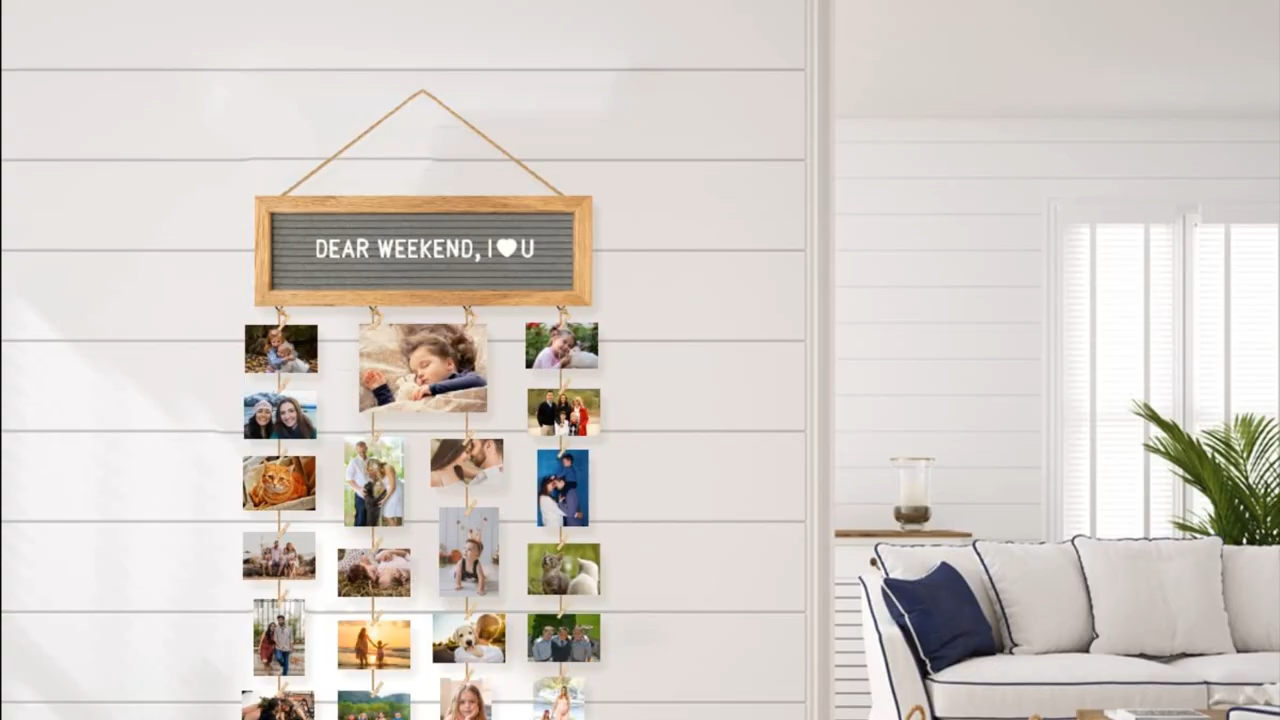 DEAR WEEKEND, I ♥ U